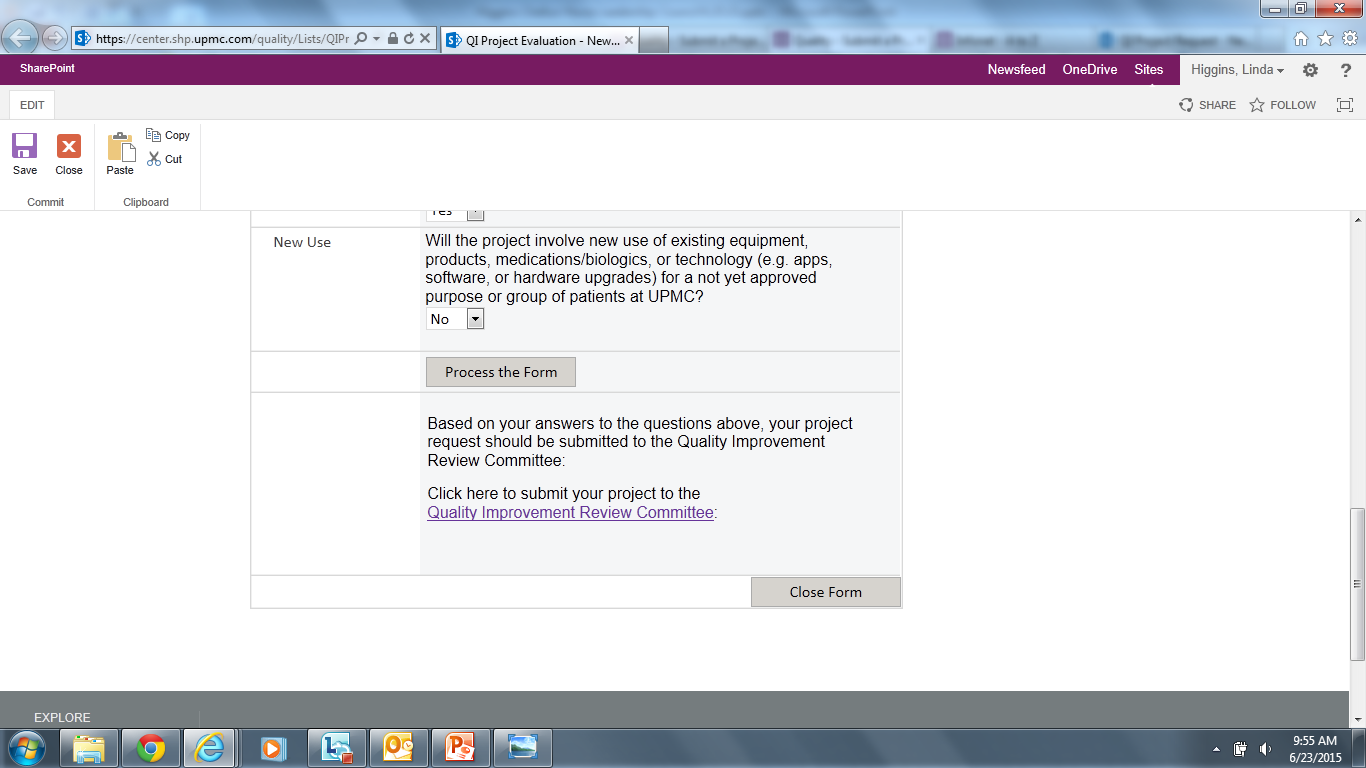 https://center.shp.upmc.com/quality/Lists/QIPr
QI Project Evaluation - New...
SharePoint
Newsfeed OneDrive Sites Higgins, Linda ?
EDIT
SHARE FOLLOW
Save
Close
Paste
Copy
Cut
Commit
Clipboard
Yes
New Use
Will the project involve new use of existing equipment,
products, medications/biologics, or technology (e.g. apps,
software, or hardware upgrades) for a not yet approved
purpose or group of patients at UPMC?
No
Process the Form
Based on your answers to the questions above, your project
request should be submitted to the Quality Improvement
Review Committee:
Click here to submit your project to the
Quality Improvement Review Committee:
Close Form
EXPLORE
9:55 AM
6/23/2015